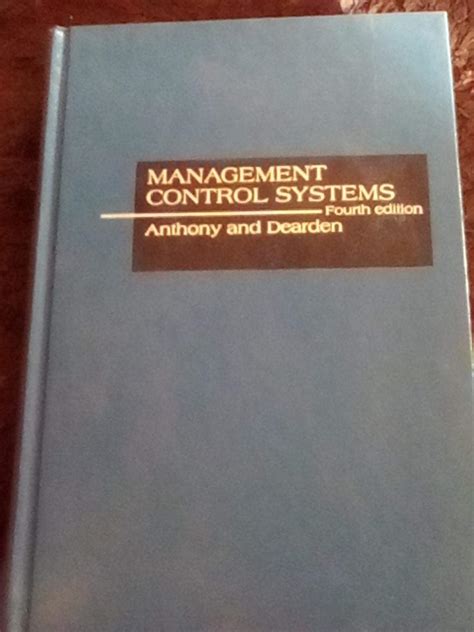 MANAGEMENT
CONTROL SYSTEMS
Fourth edition
Anthony and Dearden